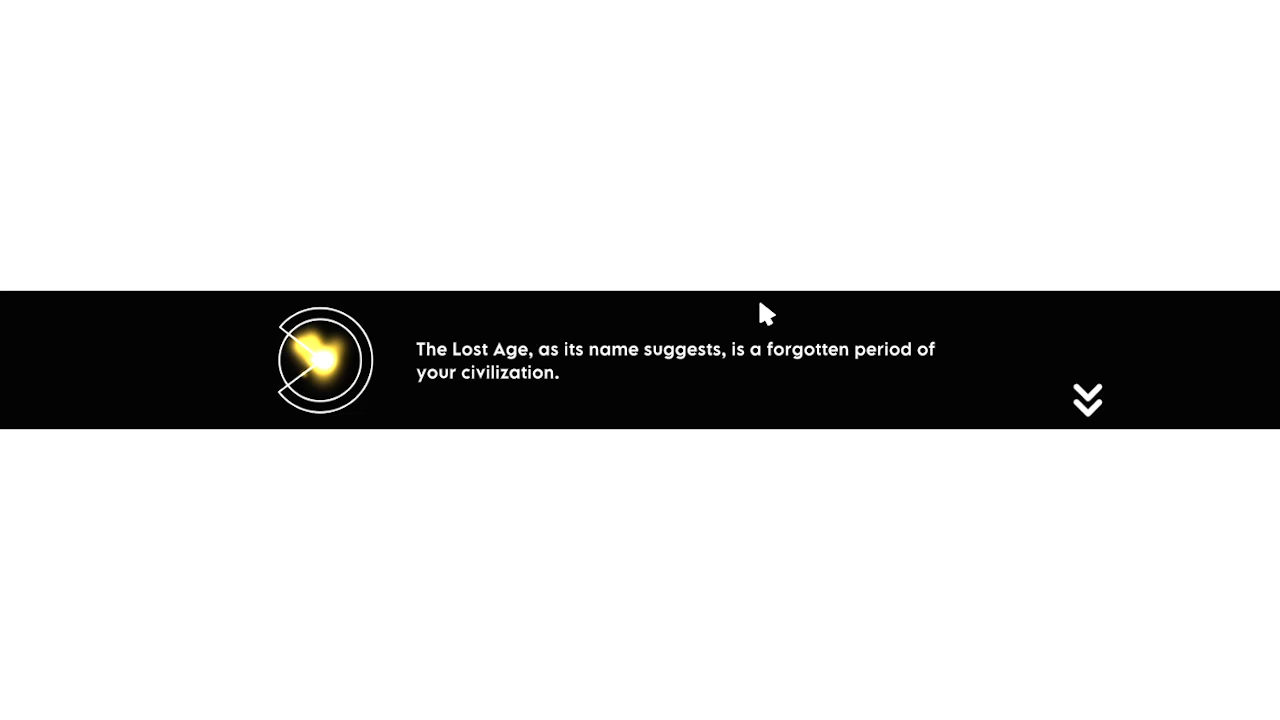 The Lost Age, as its name suggests, is a forgotten period of
your civilization.